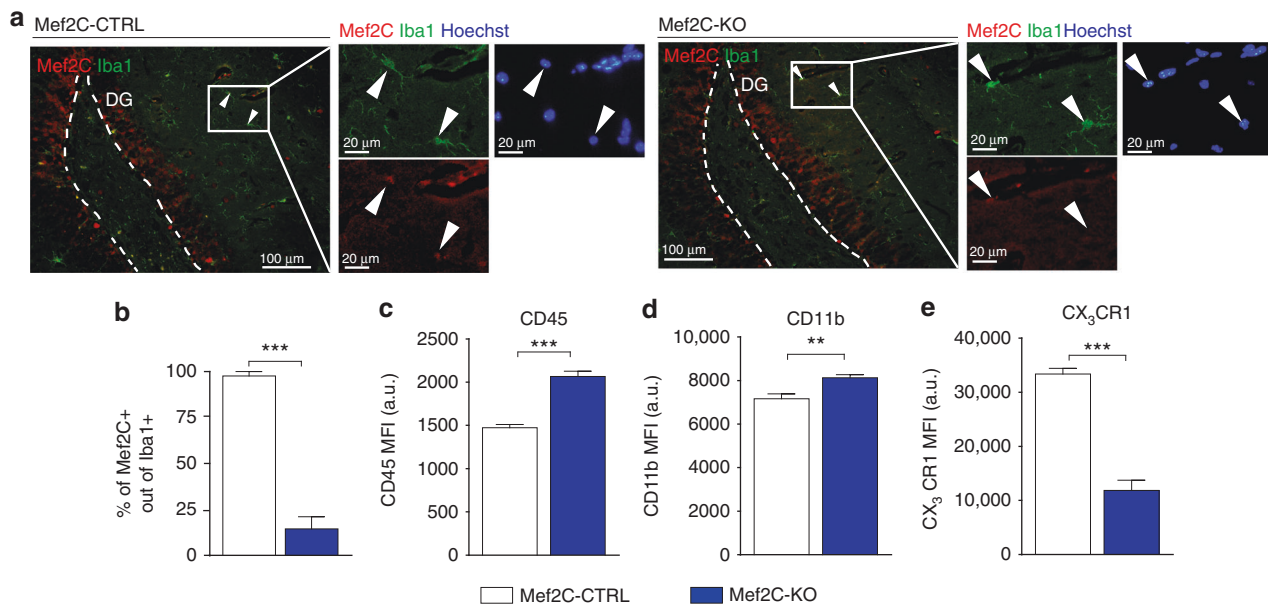 a
Mef2C-CTRL
Mef2C Iba1
DG
100 µm
Mef2C Iba1 Hoechst
20 µm
20 µm
20 µm
Mef2C-KO
Mef2C Iba1
DG
100 µm
Mef2C Iba1Hoechst
20 µm
20 µm
20 µm
b
% of Mef2C+
out of Iba1+
100
75
50
25
0
***
c
CD45
CD45 MFI (a.u.)
2500
2000
1500
1000
500
0
***
d
CD11b
CD11b MFI (a.u.)
10,000
8000
6000
4000
2000
0
**
e
CX₃CR1
CX₃ CR1 MFI (a.u.)
40,000
30,000
20,000
10,000
0
***
Mef2C-CTRL
Mef2C-KO